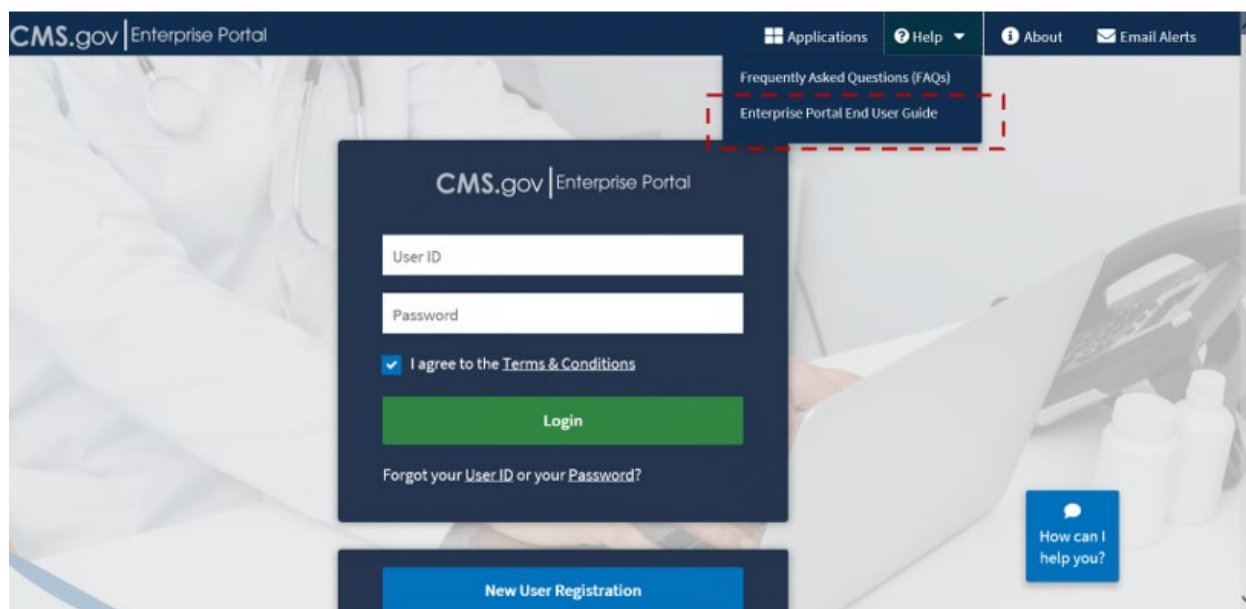 CMS.gov Enterprise Portal
Applications Help About Email Alerts
Frequently Asked Questions (FAQs)
Enterprise Portal End User Guide
CMS.gov Enterprise Portal
User ID
Password
I agree to the Terms & Conditions
Login
Forgot your User ID or your Password?
How can I
help you?
New User Registration